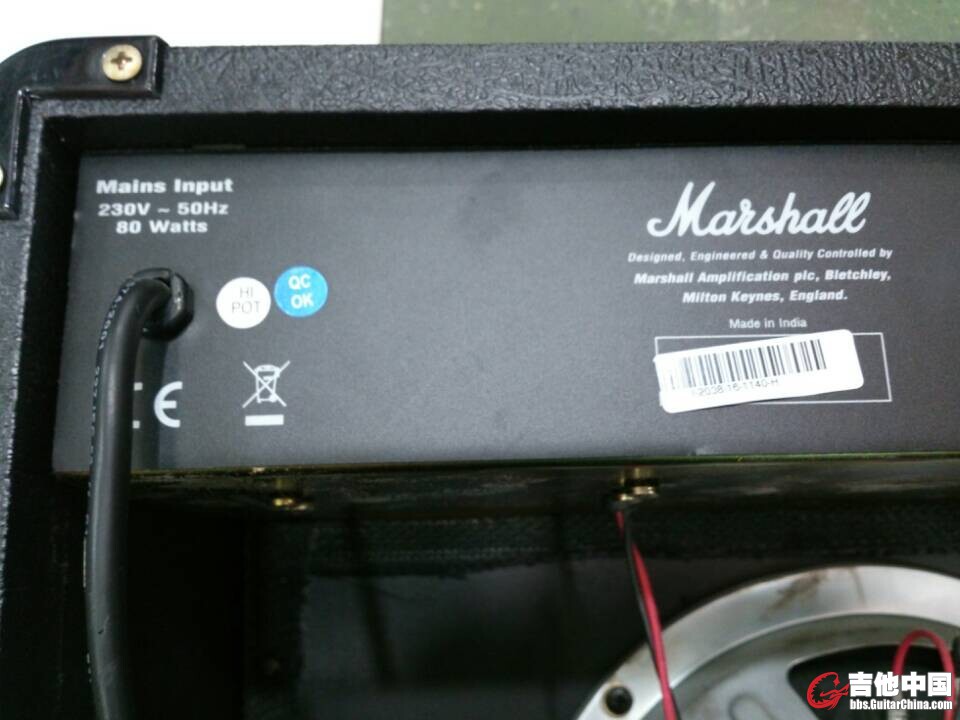 Mains Input
230V ~ 50Hz
80 Watts
HI
POT
QC
OK
CE
Marshall
Designed, Engineered & Quality Controlled by
Marshall Amplification plc, Bletchley,
Milton Keynes, England.
Made in India
吉他中国
bbs.GuitarChina.com